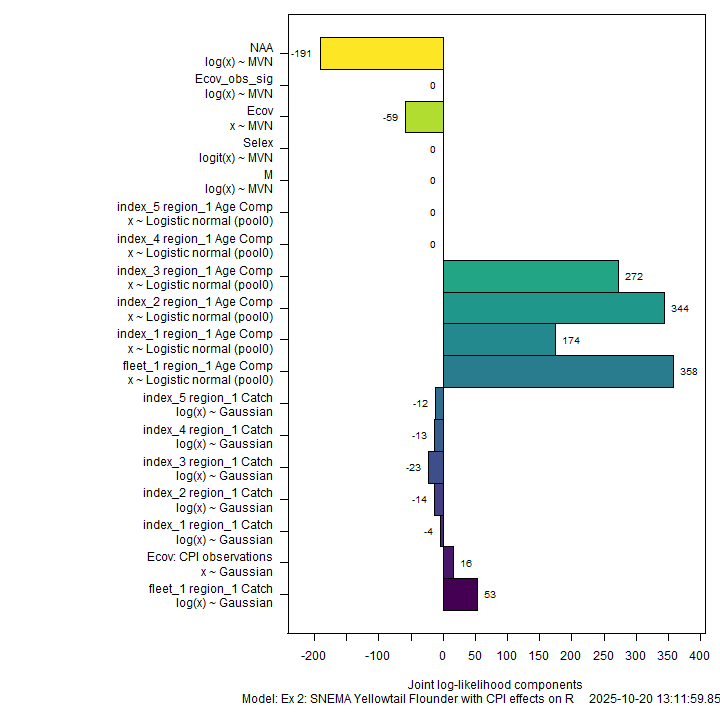 NAA
log(x) ~ MVN
-191
Ecov_obs_sig
log(x) ~ MVN
0
Ecov
x ~ MVN
-59
Selex
logit(x) ~ MVN
0
M
log(x) ~ MVN
0
index_5 region_1 Age Comp
x ~ Logistic normal (pool0)
0
index_4 region_1 Age Comp
x ~ Logistic normal (pool0)
0
index_3 region_1 Age Comp
x ~ Logistic normal (pool0)
272
index_2 region_1 Age Comp
x ~ Logistic normal (pool0)
344
index_1 region_1 Age Comp
x ~ Logistic normal (pool0)
174
fleet_1 region_1 Age Comp
x ~ Logistic normal (pool0)
358
index_5 region_1 Catch
log(x) ~ Gaussian
-12
index_4 region_1 Catch
log(x) ~ Gaussian
-13
index_3 region_1 Catch
log(x) ~ Gaussian
-23
index_2 region_1 Catch
log(x) ~ Gaussian
-14
index_1 region_1 Catch
log(x) ~ Gaussian
-4
Ecov: CPI observations
x ~ Gaussian
16
fleet_1 region_1 Catch
log(x) ~ Gaussian
53
-200 -100 0 50 100 150 200 250 300 350 400
Joint log-likelihood components
Model: Ex 2: SNEMA Yellowtail Flounder with CPI effects on R 2025-10-20 13:11:59.85